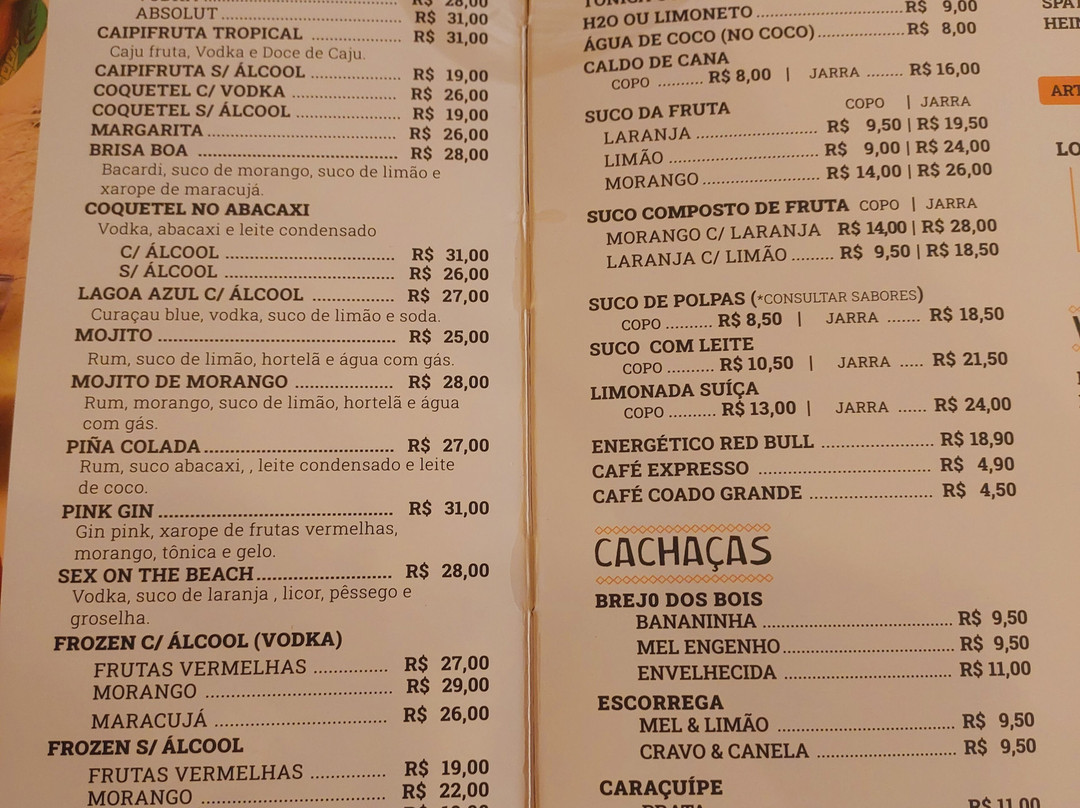 ABSOLUT R$ 31,00
CAIPIFRUTA TROPICAL R$ 31,00
Caju fruta, Vodka e Doce de Caju.
CAIPIFRUTA S/ ÁLCOOL R$ 19,00
COQUETEL C/ VODKA R$ 26,00
COQUETEL S/ ÁLCOOL R$ 19,00
MARGARITA R$ 26,00
BRISA BOA R$ 28,00
Bacardi, suco de morango, suco de limão e
xarope de maracujá.
COQUETEL NO ABACAXI
Vodka, abacaxi e leite condensado
C/ ÁLCOOL R$ 31,00
S/ ÁLCOOL R$ 26,00
LAGOA AZUL C/ ÁLCOOL R$ 27,00
Curaçau blue, vodka, suco de limão e soda.
MOJITO R$ 25,00
Rum, suco de limão, hortelã e água com gás.
MOJITO DE MORANGO R$ 28,00
Rum, morango, suco de limão, hortelã e água
com gás.
PIÑA COLADA R$ 27,00
Rum, suco abacaxi, , leite condensado e leite
de coco.
PINK GIN R$ 31,00
Gin pink, xarope de frutas vermelhas,
morango, tônica e gelo.
SEX ON THE BEACH R$ 28,00
Vodka, suco de laranja , licor, pêssego e
groselha.
FROZEN C/ ÁLCOOL (VODKA)
FRUTAS VERMELHAS R$ 27,00
MORANGO R$ 29,00
MARACUJÁ R$ 26,00
FROZEN S/ ÁLCOOL
FRUTAS VERMELHAS R$ 19,00
MORANGO R$ 22,00
H2O OU LIMONETO R$ 9,00
ÁGUA DE COCO (NO COCO) R$ 8,00
CALDO DE CANA
COPO R$ 8,00 | JARRA R$ 16,00
SUCO DA FRUTA COPO | JARRA
LARANJA R$ 9,50 | R$ 19,50
LIMÃO R$ 9,00 | R$ 24,00
MORANGO R$ 14,00 | R$ 26,00
SUCO COMPOSTO DE FRUTA COPO | JARRA
MORANGO C/ LARANJA R$ 14,00 | R$ 28,00
LARANJA C/ LIMÃO R$ 9,50 | R$ 18,50
SUCO DE POLPAS (*CONSULTAR SABORES)
COPO R$ 8,50 | JARRA R$ 18,50
SUCO COM LEITE
COPO R$ 10,50 | JARRA R$ 21,50
LIMONADA SUÍÇA
COPO R$ 13,00 | JARRA R$ 24,00
ENERGÉTICO RED BULL R$ 18,90
CAFÉ EXPRESSO R$ 4,90
CAFÉ COADO GRANDE R$ 4,50
CACHAÇAS
BREJ0 DOS BOIS
BANANINHA R$ 9,50
MEL ENGENHO R$ 9,50
ENVELHECIDA R$ 11,00
ESCORREGA
MEL & LIMÃO R$ 9,50
CRAVO & CANELA R$ 9,50
CARAÇUÍPE
PRATA R$ 11,00
ART
LO